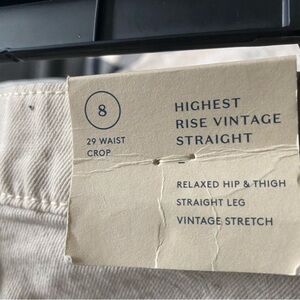 8
29 WAIST
CROP
HIGHEST
RISE VINTAGE
STRAIGHT
RELAXED HIP & THIGH
STRAIGHT LEG
VINTAGE STRETCH